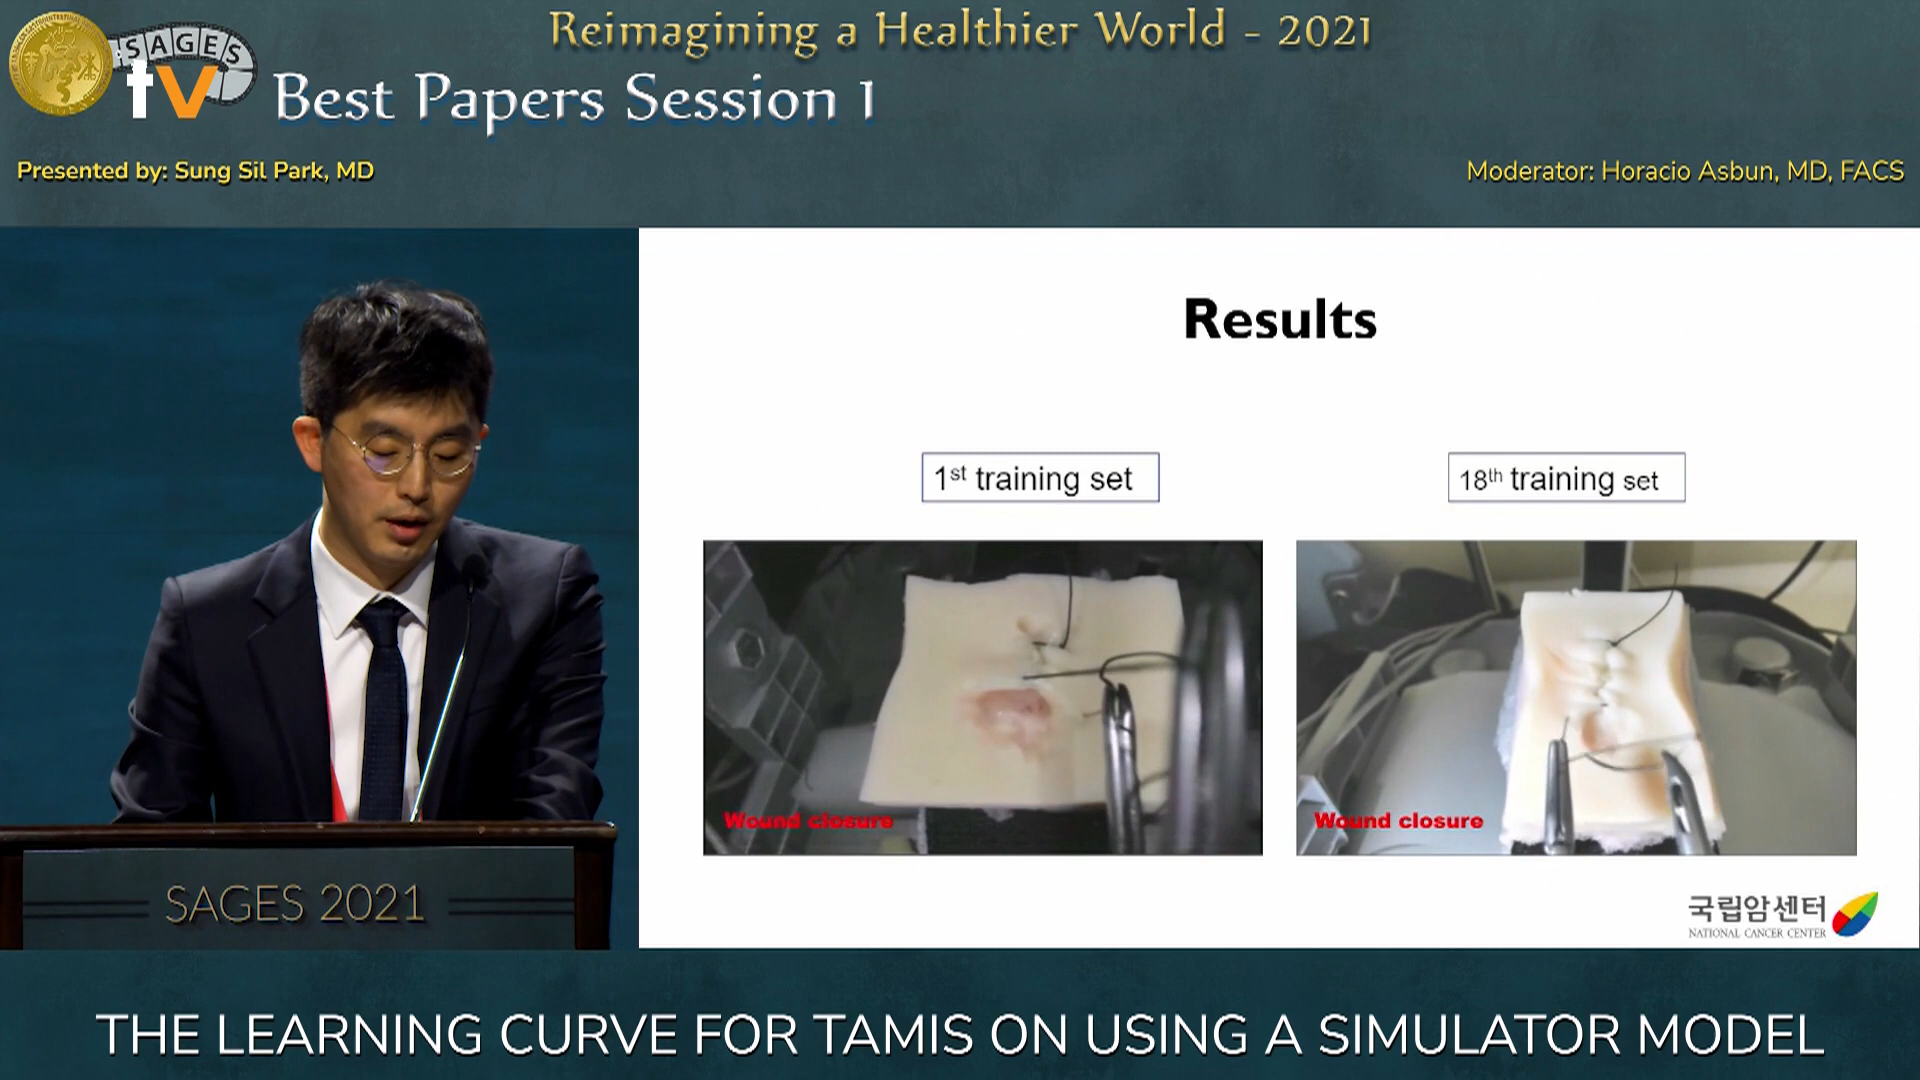 Reimagining a Healthier World - 2021
SAGES
tv
Best Papers Session 1
Presented by: Sung Sil Park, MD
Moderator: Horacio Asbun, MD, FACS
Results
1st training set
18th training set
Wound closure
Wound closure
국립암센터
NATIONAL CANCER CENTER
SAGES 2021
THE LEARNING CURVE FOR TAMIS ON USING A SIMULATOR MODEL